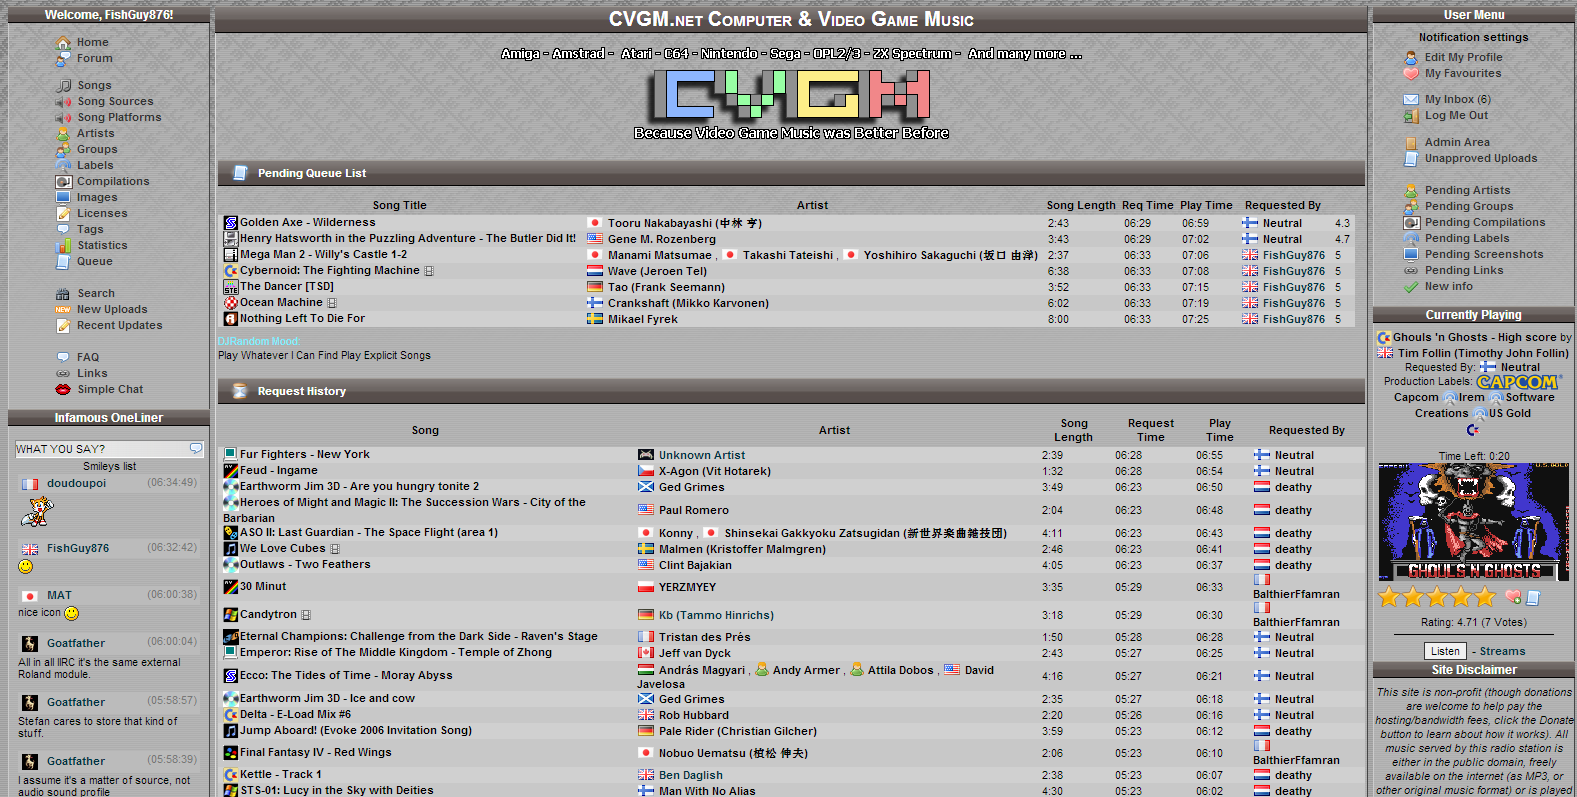 Welcome, FishGuy876!
Home
Forum
Songs
Song Sources
Song Platforms
Artists
Groups
Labels
Compilations
Images
Licenses
Tags
Statistics
Queue
Search
New Uploads
Recent Updates
FAQ
Links
Simple Chat
Infamous OneLiner
WHAT YOU SAY?
Smileys list
doudoupoi (06:34:49)
FishGuy876 (06:32:42)
MAT (06:00:38)
nice icon
Goatfather (06:00:04)
All in all IIRC it's the same external
Roland module.
Goatfather (05:58:57)
Stefan cares to store that kind of
stuff.
Goatfather (05:58:39)
I assume it's a matter of source, not
audio sound profile
CVGM.net Computer & Video Game Music
Amiga - Amstrad - Atari - C64 - Nintendo - Sega - OPL2/3 - ZX Spectrum - And many more ...
CVGM
Because Video Game Music was Better Before
Pending Queue List
Song Title Artist Song Length Req Time Play Time Requested By
Golden Axe - Wilderness Tooru Nakabayashi (中林 亨) 2:43 06:29 06:59 Neutral 4.3
Henry Hatsworth in the Puzzling Adventure - The Butler Did It! Gene M. Rozenberg 3:43 06:29 07:02 Neutral 4.7
Mega Man 2 - Willy's Castle 1-2 Manami Matsumae , Takashi Tateishi , Yoshihiro Sakaguchi (坂口 由洋) 2:37 06:33 07:06 FishGuy876 5
Cybernoid: The Fighting Machine Wave (Jeroen Tel) 6:38 06:33 07:08 FishGuy876 5
The Dancer [TSD] Tao (Frank Seemann) 3:52 06:33 07:15 FishGuy876 5
Ocean Machine Crankshaft (Mikko Karvonen) 6:02 06:33 07:19 FishGuy876 5
Nothing Left To Die For Mikael Fyrek 8:00 06:33 07:25 FishGuy876 5
DJRandom Mood:
Play Whatever I Can Find Play Explicit Songs
Request History
Song Artist Song Length Request Time Play Time Requested By
Fur Fighters - New York Unknown Artist 2:39 06:28 06:55 Neutral
Feud - Ingame X-Agon (Vit Hotarek) 1:32 06:28 06:54 Neutral
Earthworm Jim 3D - Are you hungry tonite 2 Ged Grimes 3:49 06:23 06:50 deathy
Heroes of Might and Magic II: The Succession Wars - City of the
Barbarian Paul Romero 2:04 06:23 06:48 deathy
ASO II: Last Guardian - The Space Flight (area 1) Konny , Shinsekai Gakkyoku Zatsugidan (新世界楽曲雑技団) 4:11 06:23 06:43 deathy
We Love Cubes Malmen (Kristoffer Malmgren) 2:46 06:23 06:41 deathy
Outlaws - Two Feathers Clint Bajakian 4:05 06:23 06:37 deathy
30 Minut YERZMYEY 3:35 05:29 06:33 BalthierFfamran
Candytron Kb (Tammo Hinrichs) 3:18 05:29 06:30 BalthierFfamran
Eternal Champions: Challenge from the Dark Side - Raven's Stage Tristan des Prés 1:50 05:28 06:28 Neutral
Emperor: Rise of The Middle Kingdom - Temple of Zhong Jeff van Dyck 2:43 05:27 06:25 Neutral
Ecco: The Tides of Time - Moray Abyss András Magyari , Andy Armer , Attila Dobos , David
Javelosa 4:16 05:27 06:21 Neutral
Earthworm Jim 3D - Ice and cow Ged Grimes 2:35 05:27 06:18 Neutral
Delta - E-Load Mix #6 Rob Hubbard 2:20 05:26 06:16 Neutral
Jump Aboard! (Evoke 2006 Invitation Song) Pale Rider (Christian Gilcher) 3:59 05:23 06:12 deathy
Final Fantasy IV - Red Wings Nobuo Uematsu (植松 伸夫) 2:06 05:23 06:10 BalthierFfamran
Kettle - Track 1 Ben Daglish 2:38 05:23 06:07 deathy
STS-01: Lucy in the Sky with Deities Man With No Alias 4:30 05:23 06:02 deathy
User Menu
Notification settings
Edit My Profile
My Favourites
My Inbox (6)
Log Me Out
Admin Area
Unapproved Uploads
Pending Artists
Pending Groups
Pending Compilations
Pending Labels
Pending Screenshots
Pending Links
New info
Currently Playing
Ghouls 'n Ghosts - High score by
Tim Follin (Timothy John Follin)
Requested By: Neutral
Production Labels: CAPCOM
Capcom Irem Software
Creations US Gold
Time Left: 0:20
U.S. GOLD
GHOULS N GHOSTS
Rating: 4.71 (7 Votes)
Listen - Streams
Site Disclaimer
This site is non-profit (though donations
are welcome to help pay the
hosting/bandwidth fees, click the Donate
button to learn about how it works). All
music served by this radio station is
either in the public domain, freely
available on the internet (as MP3, or
other original music format) or is played